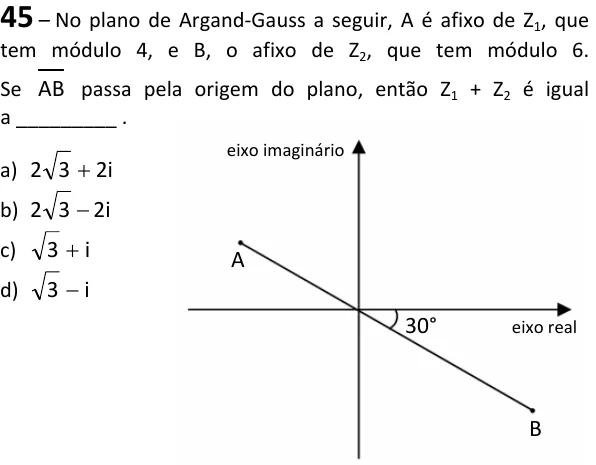 45 – No plano de Argand-Gauss a seguir, A é afixo de Z₁, que
tem módulo 4, e B, o afixo de Z₂, que tem módulo 6.
Se A̅B̅ passa pela origem do plano, então Z₁ + Z₂ é igual
a _________ .
a) 2√3 + 2i
b) 2√3 – 2i
c) √3 + i
d) √3 – i
eixo imaginário
A
30°
eixo real
B